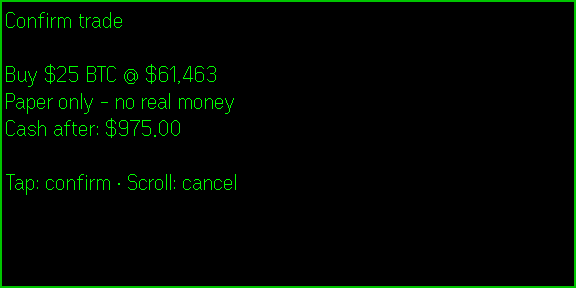 Confirm trade
Buy $25 BTC @ $61,463
Paper only - no real money
Cash after: $975.00
Tap: confirm · Scroll: cancel